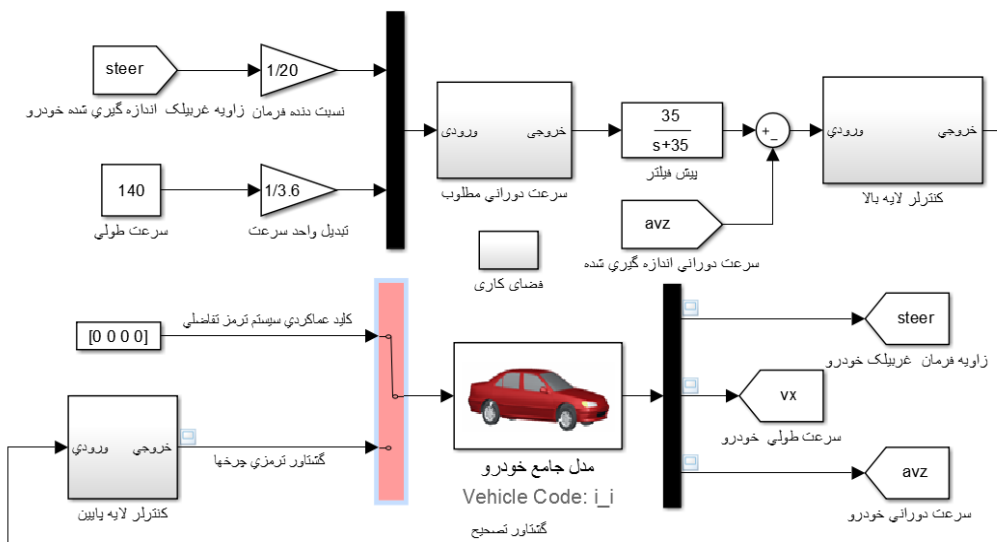 steer
1/20
نسبت دنده فرمان
زاويه غربيلک اندازه گيري شده خودرو
140
1/3.6
سرعت طولي
تبديل واحد سرعت
ورودی
خروجی
سرعت دوراني مطلوب
35
s+35
پيش فيلتر
+
-
ورودي
خروجي
کنترلر لايه بالا
avz
سرعت دوراني اندازه گيري شده
فضای کاری
[0 0 0 0]
کليد عماکردي سيستم ترمز تفاضلي
ورودي
خروجي
کنترلر لايه پايين
گشتاور ترمزي چرخها
مدل جامع خودرو
Vehicle Code: i_i
گشتاور تصحيح
steer
زاويه فرمان غربيلک خودرو
vx
سرعت طولي خودرو
avz
سرعت دوراني خودرو